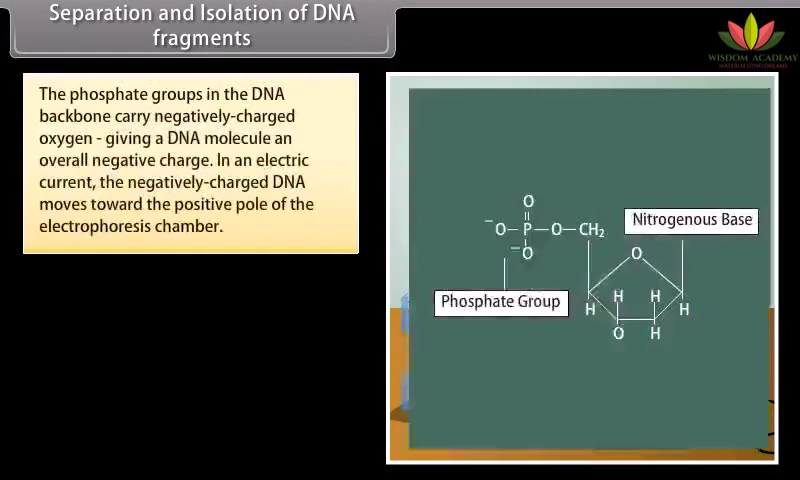 Separation and Isolation of DNA
fragments
WISDOM ACADEMY
MATERIALIZING DREAMS
The phosphate groups in the DNA
backbone carry negatively-charged
oxygen - giving a DNA molecule an
overall negative charge. In an electric
current, the negatively-charged DNA
moves toward the positive pole of the
electrophoresis chamber.
O
Nitrogenous Base
⁻O–P–O–CH₂
⁻O
O
Phosphate Group
H H
H H
O H